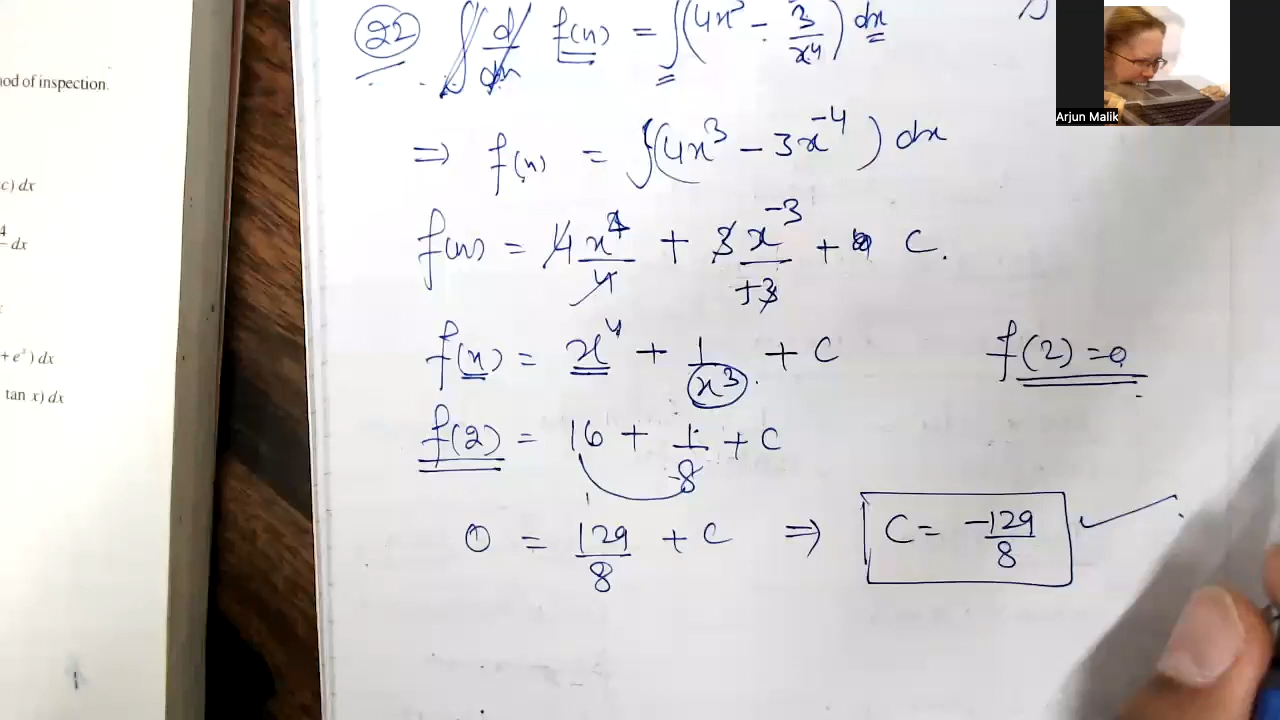 (22) ∫ d/dx f(x) = ∫(4x³ - 3/x⁴) dx
Arjun Malik
od of inspection.
⇒ f(x) = ∫(4x³ - 3x⁻⁴) dx
c) dx
4 dx
f(x) = 4x⁴/4 + 3x⁻³/+3 + C.
+ eˣ) dx
f(x) = x⁴ + 1/x³ + C f(2) = 0
tan x) dx
f(2) = 16 + 1/8 + C
0 = 129/8 + C ⇒ C = -129/8